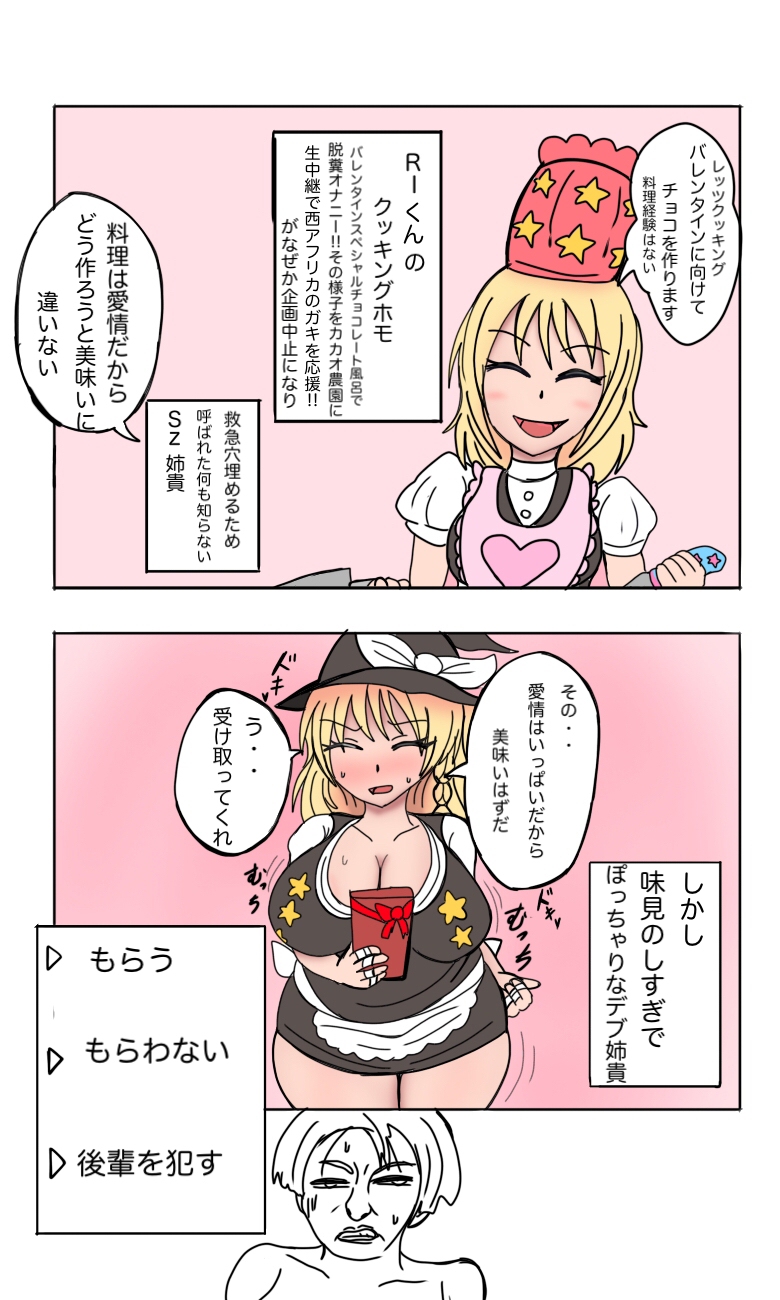 レッツクッキング
バレンタインに向けて
チョコを作ります
料理経験はない
Rーくんの
クッキングホモ
バレンタインスペシャルチョコレート風呂で
脱糞オナニー!!その様子をカカオ農園に
生中継で西アフリカのガキを応援!!
がなぜか企画中止になり
料理は愛情だから
どう作ろうと美味いに
違いない
救急穴埋めるため
呼ばれた何も知らない
Sz姉貴
その・・
愛情はいっぱいだから
美味いはずだ
ドキ
う・・
受け取ってくれ
むっち
ドキ
むっち
しかし
味見のしすぎで
ぽっちゃりなデブ姉貴
もらう
もらわない
後輩を犯す